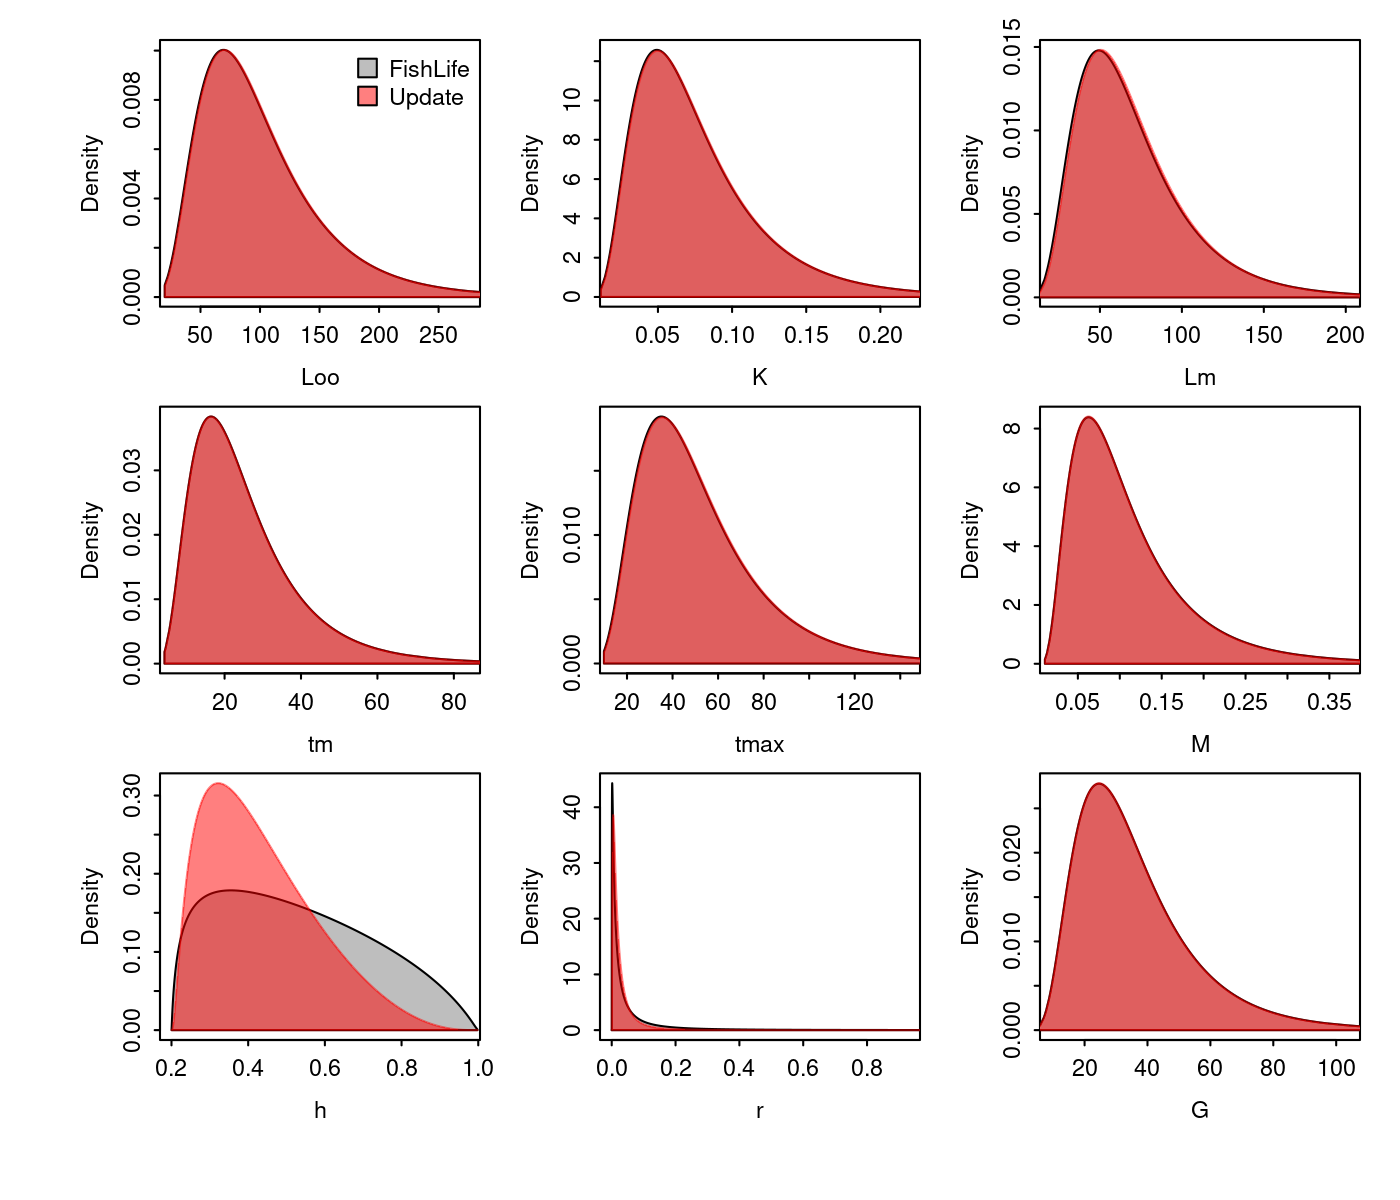 Density
0.000 0.004 0.008
FishLife
Update
50 100 150 200 250
Loo
Density
0 2 4 6 8 10
0.05 0.10 0.15 0.20
K
Density
0.000 0.005 0.010 0.015
50 100 150 200
Lm
Density
0.00 0.01 0.02 0.03
20 40 60 80
tm
Density
0.000 0.010
20 40 60 80 120
tmax
Density
0 2 4 6 8
0.05 0.15 0.25 0.35
M
Density
0.00 0.10 0.20 0.30
0.2 0.4 0.6 0.8 1.0
h
Density
0 10 20 30 40
0.0 0.2 0.4 0.6 0.8
r
Density
0.000 0.010 0.020
20 40 60 80 100
G